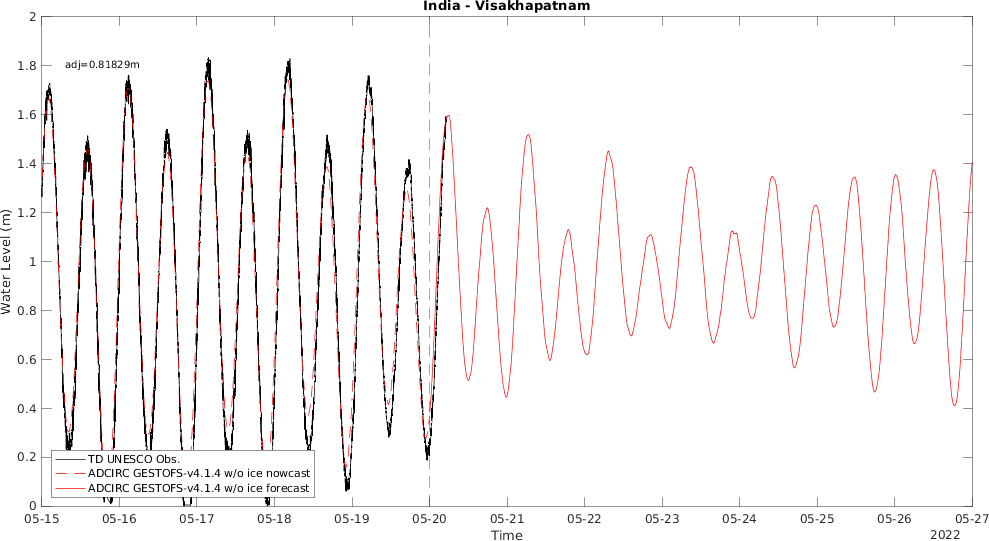 India - Visakhapatnam
2
1.8
adj=0.81829m
1.6
1.4
1.2
1
0.8
0.6
0.4
0.2
0
Water Level (m)
TD UNESCO Obs.
ADCIRC GESTOFS-v4.1.4 w/o ice nowcast
ADCIRC GESTOFS-v4.1.4 w/o ice forecast
05-15 05-16 05-17 05-18 05-19 05-20 05-21 05-22 05-23 05-24 05-25 05-26 05-27
Time
2022